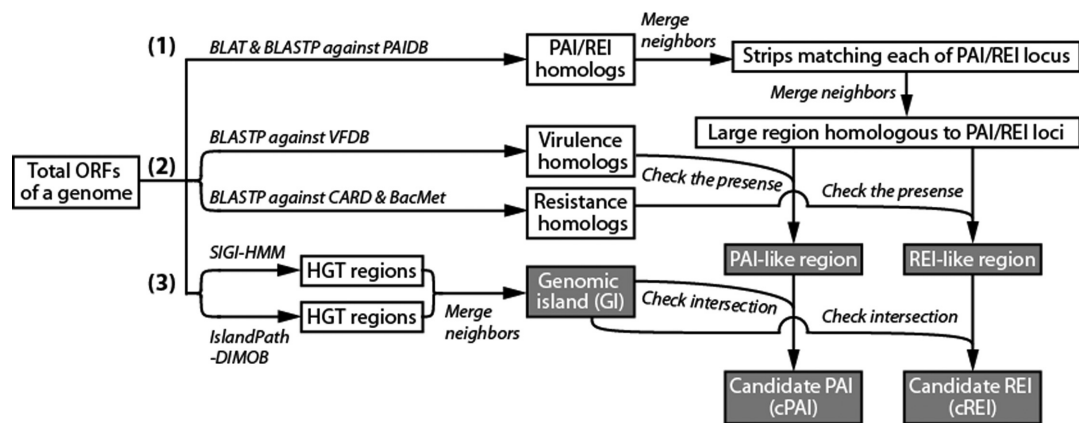 (1)
BLAT & BLASTP against PAIDB
PAI/REI
homologs
Merge
neighbors
Strips matching each of PAI/REI locus
Merge neighbors
Large region homologous to PAI/REI loci
Total ORFs
of a genome
(2)
BLASTP against VFDB
Virulence
homologs
Check the presense
BLASTP against CARD & BacMet
Resistance
homologs
Check the presense
PAI-like region
REI-like region
(3)
SIGI-HMM
HGT regions
IslandPath
-DIMOB
HGT regions
Merge
neighbors
Genomic
island (GI)
Check intersection
Check intersection
Candidate PAI
(cPAI)
Candidate REI
(cREI)